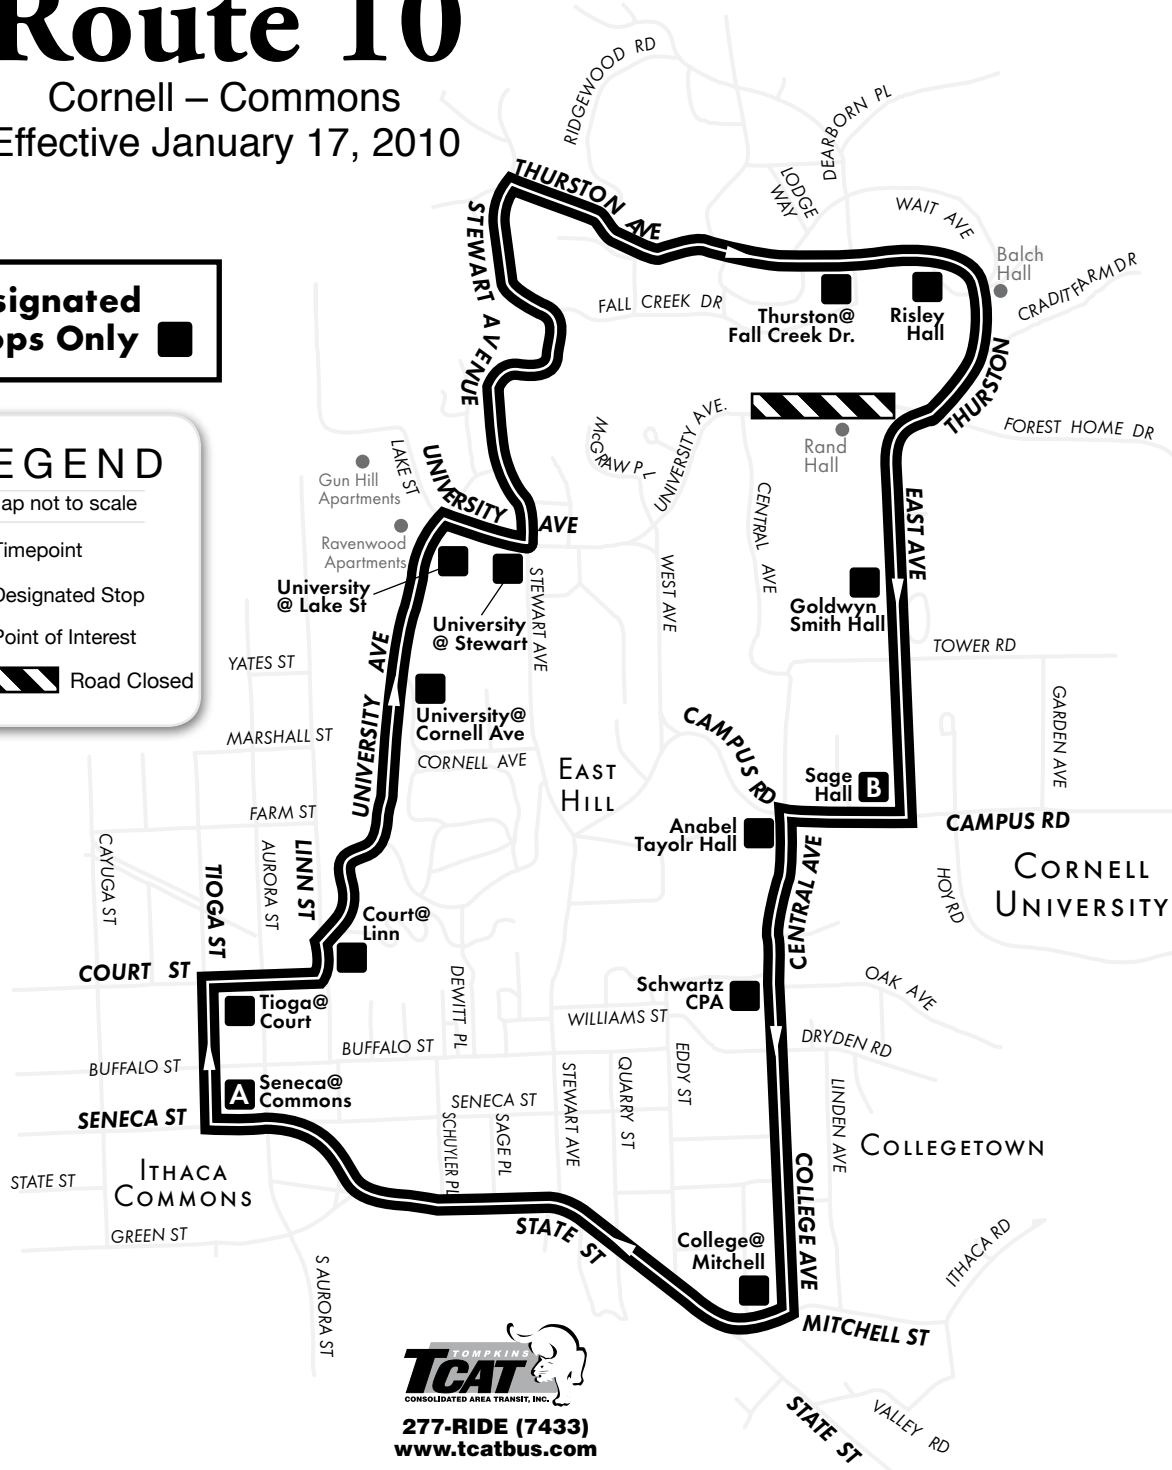 Route 10
Cornell – Commons
Effective January 17, 2010
signated
ops Only
EGEND
ap not to scale
Timepoint
Designated Stop
Point of Interest
Road Closed
RIDGEWOOD RD
DEARBORN PL
LODGE
WAY
WAIT AVE
THURSTON AVE
STEWART AVENUE
Balch
Hall
CRADIT FARM DR
FALL CREEK DR
Thurston@
Fall Creek Dr.
Risley
Hall
THURSTON
FOREST HOME DR
Rand
Hall
McGRAW PL
UNIVERSITY AVE.
LAKE ST
UNIVERSITY
AVE
Gun Hill
Apartments
Ravenwood
Apartments
University
@ Lake St
University
@ Stewart
STEWART AVE
WEST AVE
CENTRAL AVE
EAST AVE
Goldwyn
Smith Hall
TOWER RD
GARDEN AVE
YATES ST
MARSHALL ST
UNIVERSITY AVE
University@
Cornell Ave
CORNELL AVE
EAST
HILL
CAMPUS RD
Sage
Hall
B
CAMPUS RD
Anabel
Tayolr Hall
CORNELL
UNIVERSITY
HOY RD
FARM ST
CAYUGA ST
TIOGA ST
AURORA ST
LINN ST
Court@
Linn
CENTRAL AVE
COURT ST
Tioga@
Court
DEWITT PL
Schwartz
CPA
OAK AVE
WILLIAMS ST
DRYDEN RD
BUFFALO ST
BUFFALO ST
A
Seneca@
Commons
SENECA ST
SENECA ST
SCHUYLER PL
SAGE PL
STEWART AVE
QUARRY ST
EDDY ST
LINDEN AVE
COLLEGETOWN
STATE ST
ITHACA
COMMONS
GREEN ST
STATE ST
College@
Mitchell
COLLEGE AVE
ITHACA RD
S AURORA ST
MITCHELL ST
STATE ST
VALLEY RD
TOMPKINS
TCAT
CONSOLIDATED AREA TRANSIT, INC.
277-RIDE (7433)
www.tcatbus.com